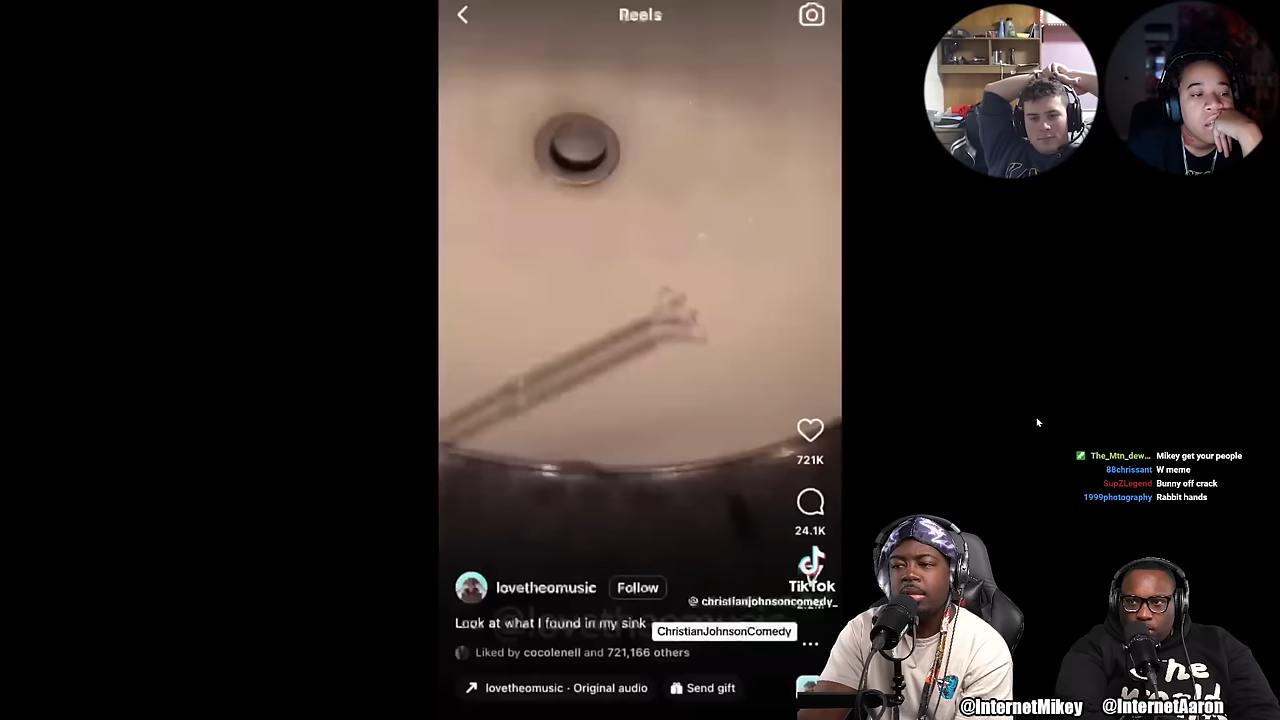 Reels
721K
24.1K
TikTok
@ christianjohnsoncomedy_
lovetheomusic
Follow
Look at what I found in my sink
ChristianJohnsonComedy
Liked by cocolenell and 721,166 others
lovetheomusic · Original audio
Send gift
The_Mtn_dew... Mikey get your people
88chrissant W meme
SupZLegend Bunny off crack
1999photography Rabbit hands
@InternetMikey
@InternetAaron